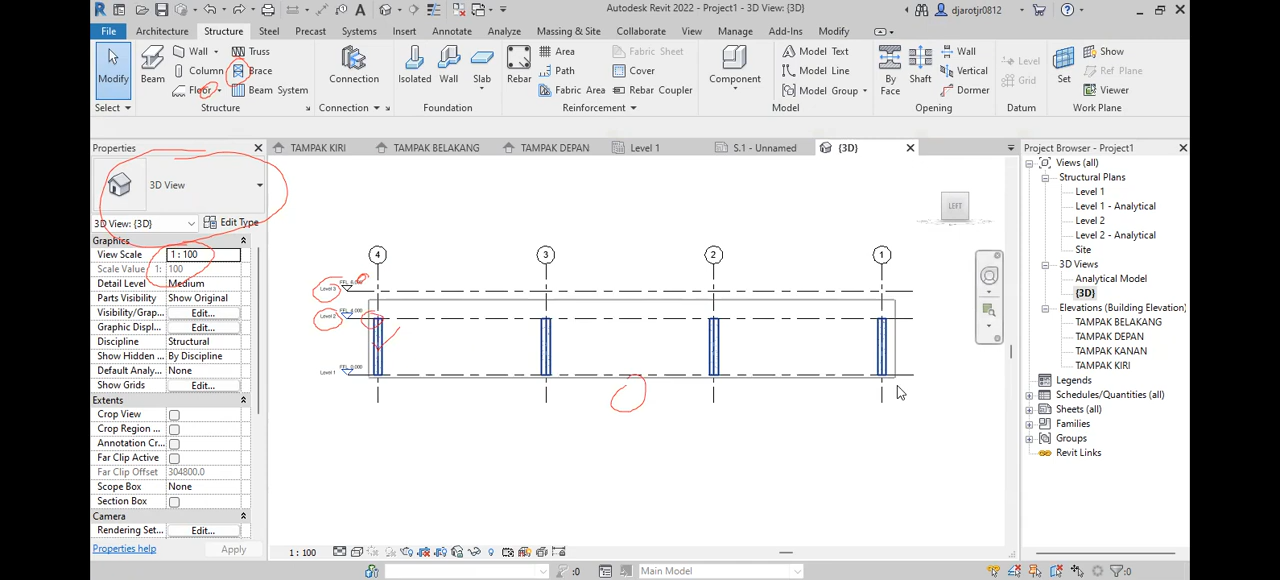 Autodesk Revit 2022 - Project1 - 3D View: {3D}
djarotjr0812
File Architecture Structure Steel Precast Systems Insert Annotate Analyze Massing & Site Collaborate View Manage Add-Ins Modify
Modify Beam Wall Truss Connection Isolated Wall Slab Rebar Area Fabric Sheet Component Model Text By Face Shaft Wall Level Set Show
Column Brace Path Cover Model Line Vertical Grid Ref Plane
Floor Beam System Fabric Area Rebar Coupler Model Group Dormer Viewer
Select Structure Connection Foundation Reinforcement Model Opening Datum Work Plane
Properties
3D View
3D View: {3D} Edit Type
Graphics
View Scale 1 : 100
Scale Value 1: 100
Detail Level Medium
Parts Visibility Show Original
Visibility/Grap... Edit...
Graphic Displ... Edit...
Discipline Structural
Show Hidden ... By Discipline
Default Analy... None
Show Grids Edit...
Extents
Crop View
Crop Region ...
Annotation Cr...
Far Clip Active
Far Clip Offset 304800.0
Scope Box None
Section Box
Camera
Rendering Set... Edit...
Properties help Apply
TAMPAK KIRI TAMPAK BELAKANG TAMPAK DEPAN Level 1 S.1 - Unnamed {3D}
LEFT
4 3 2 1
Level 3
Level 2
Level 1
1 : 100
Project Browser - Project1
Views (all)
Structural Plans
Level 1
Level 1 - Analytical
Level 2
Level 2 - Analytical
Site
3D Views
Analytical Model
{3D}
Elevations (Building Elevation)
TAMPAK BELAKANG
TAMPAK DEPAN
TAMPAK KANAN
TAMPAK KIRI
Legends
Schedules/Quantities (all)
Sheets (all)
Families
Groups
Revit Links
:0 Main Model :0